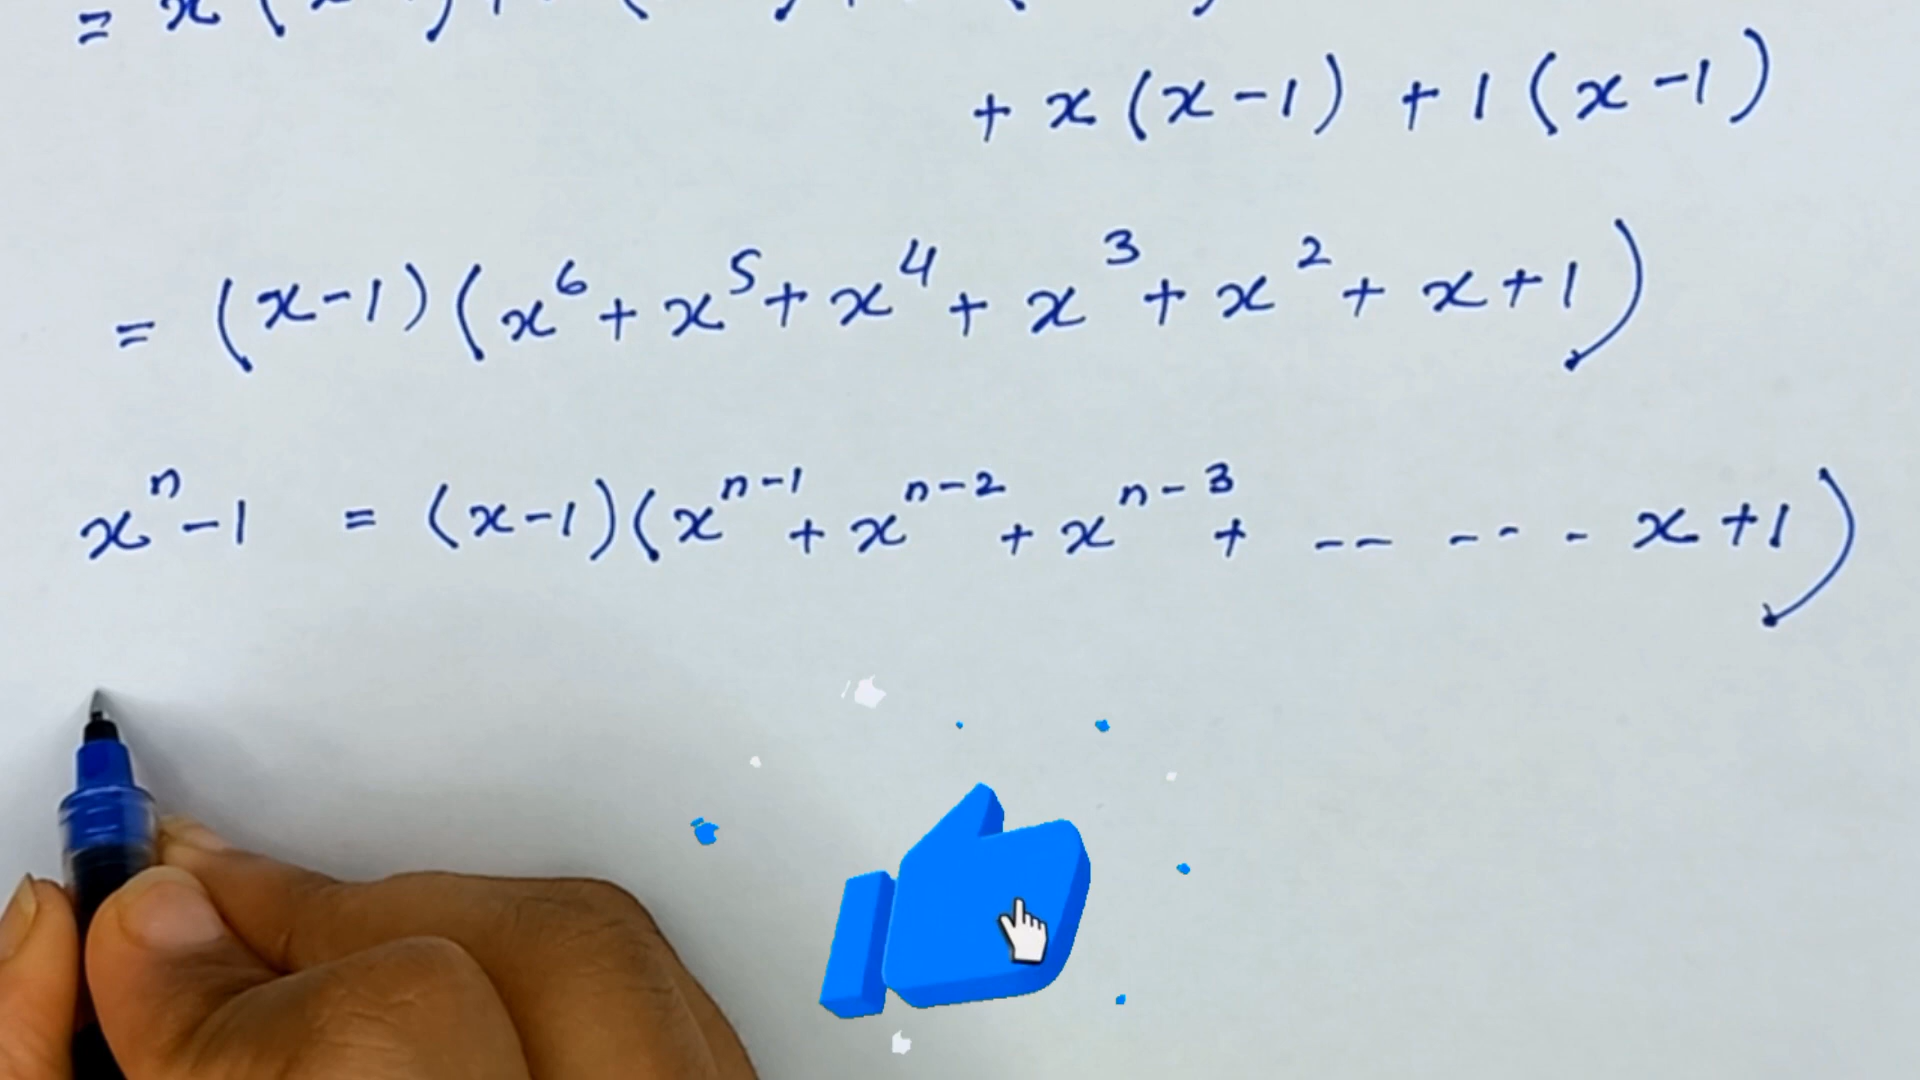 = x
+ x (x-1) + 1 (x-1)
= (x-1)(x⁶ + x⁵ + x⁴ + x³ + x² + x + 1)
xⁿ-1 = (x-1)(xⁿ⁻¹ + xⁿ⁻² + xⁿ⁻³ + -- --- x + 1)